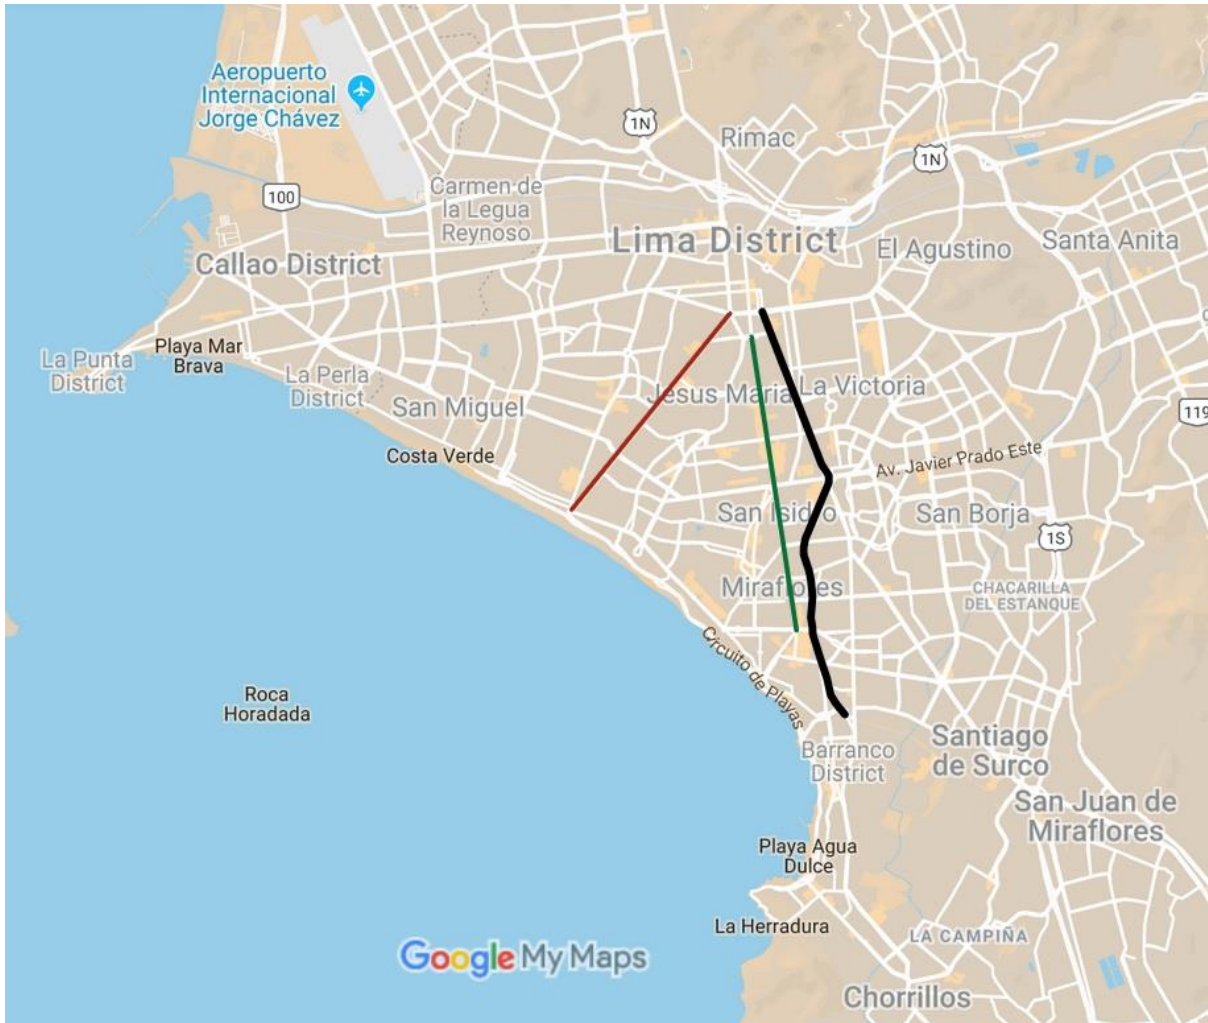 Aeropuerto
Internacional
Jorge Chávez
1N
Rimac
1N
100
Carmen de
la Legua
Reynoso
Lima District
El Agustino
Santa Anita
Callao District
La Punta
District
Playa Mar
Brava
La Perla
District
San Miguel
Jesus Maria
La Victoria
119
Costa Verde
Av. Javier Prado Este
San Isidro
San Borja
1S
Miraflores
CHACARILLA
DEL ESTANQUE
Circuito de Playas
Roca
Horadada
Barranco
District
Santiago
de Surco
San Juan de
Miraflores
Playa Agua
Dulce
La Herradura
LA CAMPIÑA
Google My Maps
Chorrillos